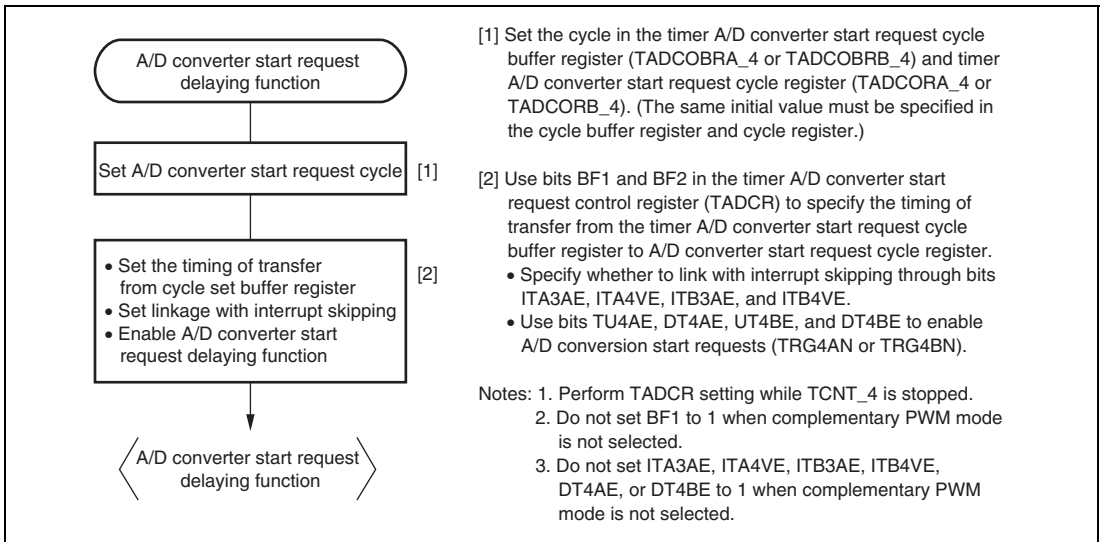 A/D converter start request
delaying function
Set A/D converter start request cycle
[1]
• Set the timing of transfer
from cycle set buffer register
• Set linkage with interrupt skipping
• Enable A/D converter start
request delaying function
[2]
A/D converter start request
delaying function
[1] Set the cycle in the timer A/D converter start request cycle
buffer register (TADCOBRA_4 or TADCOBRB_4) and timer
A/D converter start request cycle register (TADCORA_4 or
TADCORB_4). (The same initial value must be specified in
the cycle buffer register and cycle register.)
[2] Use bits BF1 and BF2 in the timer A/D converter start
request control register (TADCR) to specify the timing of
transfer from the timer A/D converter start request cycle
buffer register to A/D converter start request cycle register.
• Specify whether to link with interrupt skipping through bits
ITA3AE, ITA4VE, ITB3AE, and ITB4VE.
• Use bits TU4AE, DT4AE, UT4BE, and DT4BE to enable
A/D conversion start requests (TRG4AN or TRG4BN).
Notes: 1. Perform TADCR setting while TCNT_4 is stopped.
2. Do not set BF1 to 1 when complementary PWM mode
is not selected.
3. Do not set ITA3AE, ITA4VE, ITB3AE, ITB4VE,
DT4AE, or DT4BE to 1 when complementary PWM
mode is not selected.